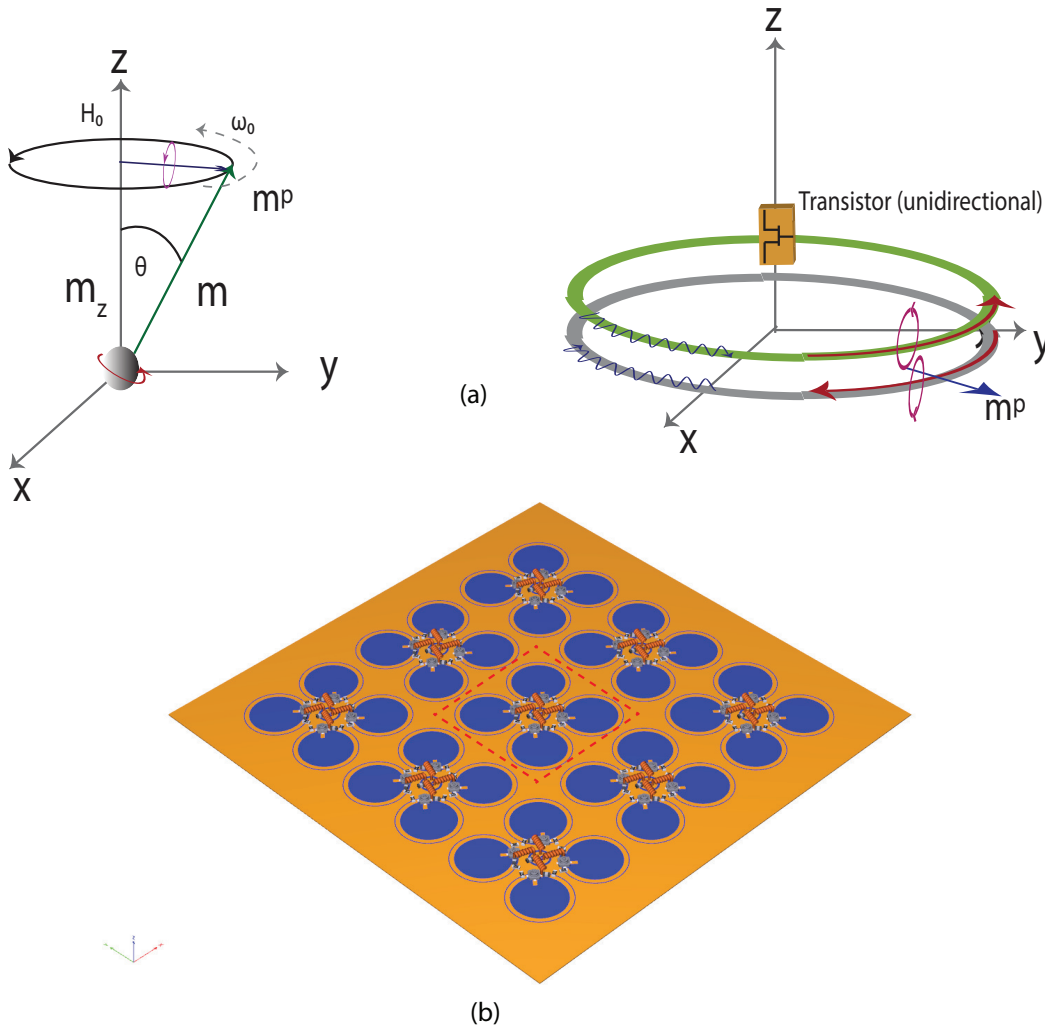 z
H₀
ω₀
mᵖ
θ
m_z
m
y
x
z
Transistor (unidirectional)
y
mᵖ
x
(a)
(b)